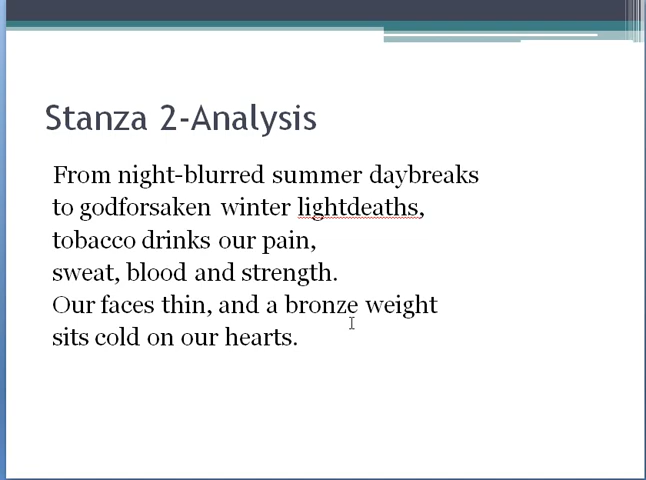 Stanza 2-Analysis
From night-blurred summer daybreaks
to godforsaken winter lightdeaths,
tobacco drinks our pain,
sweat, blood and strength.
Our faces thin, and a bronze weight
sits cold on our hearts.